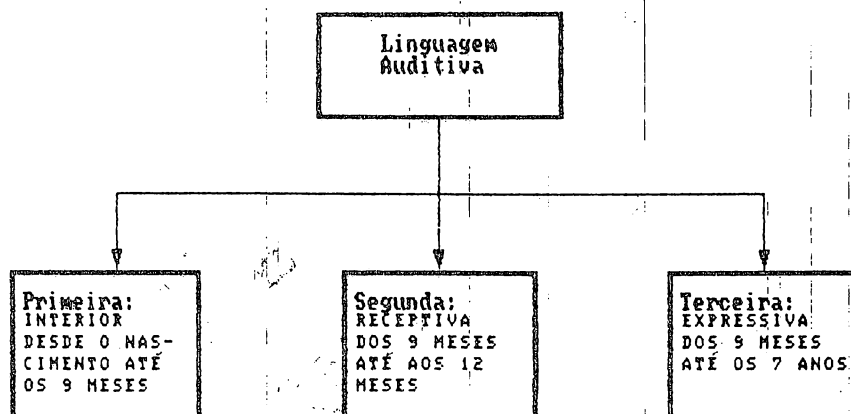 Linguagem
Auditiva
Primeira:
INTERIOR
DESDE O NAS-
CIMENTO ATÉ
OS 9 MESES
Segunda:
RECEPTIVA
DOS 9 MESES
ATÉ AOS 12
MESES
Terceira:
EXPRESSIVA
DOS 9 MESES
ATÉ OS 7 ANOS